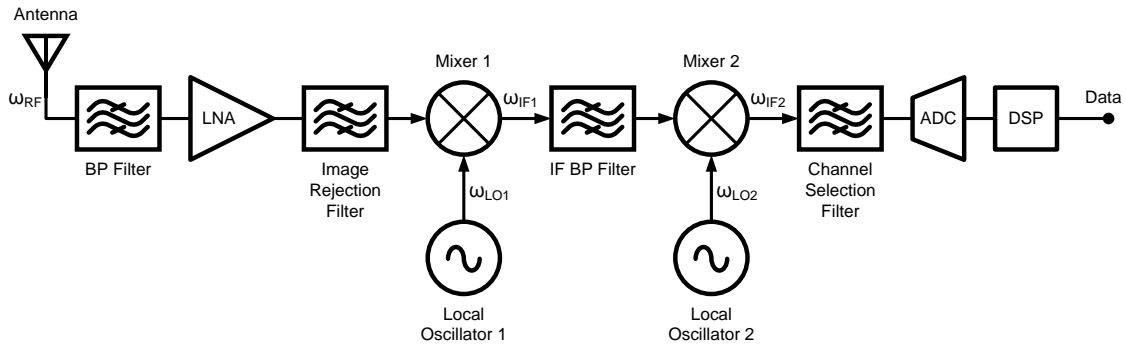 Antenna
Mixer 1
Mixer 2
ωRF
LNA
ωIF1
ωIF2
ADC
DSP
Data
BP Filter
Image
Rejection
Filter
IF BP Filter
Channel
Selection
Filter
ωLO1
ωLO2
Local
Oscillator 1
Local
Oscillator 2